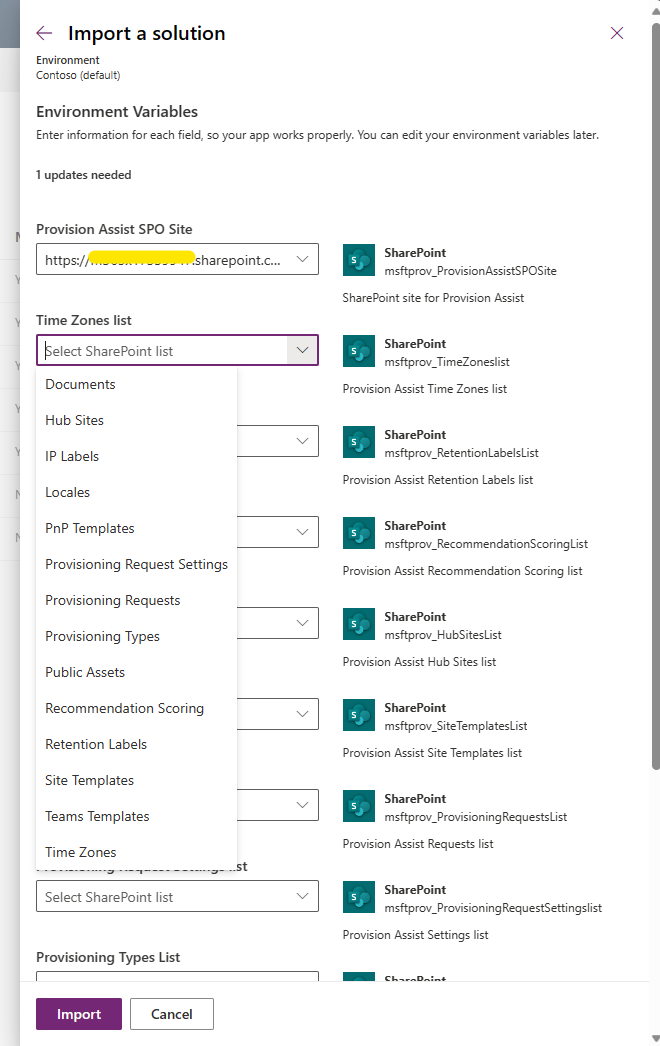 Import a solution
Environment
Contoso (default)
Environment Variables
Enter information for each field, so your app works properly. You can edit your environment variables later.
1 updates needed
Provision Assist SPO Site
https:// .sharepoint.c...
SharePoint
msftprov_ProvisionAssistSPOSite
SharePoint site for Provision Assist
Time Zones list
Select SharePoint list
SharePoint
msftprov_TimeZoneslist
Provision Assist Time Zones list
Documents
Hub Sites
IP Labels
Locales
PnP Templates
Provisioning Request Settings
Provisioning Requests
Provisioning Types
Public Assets
Recommendation Scoring
Retention Labels
Site Templates
Teams Templates
Time Zones
SharePoint
msftprov_RetentionLabelsList
Provision Assist Retention Labels list
SharePoint
msftprov_RecommendationScoringList
Provision Assist Recommendation Scoring list
SharePoint
msftprov_HubSitesList
Provision Assist Hub Sites list
SharePoint
msftprov_SiteTemplatesList
Provision Assist Site Templates list
SharePoint
msftprov_ProvisioningRequestsList
Provision Assist Requests list
Provisioning Request Settings list
Select SharePoint list
SharePoint
msftprov_ProvisioningRequestSettingslist
Provision Assist Settings list
Provisioning Types List
SharePoint
Import
Cancel